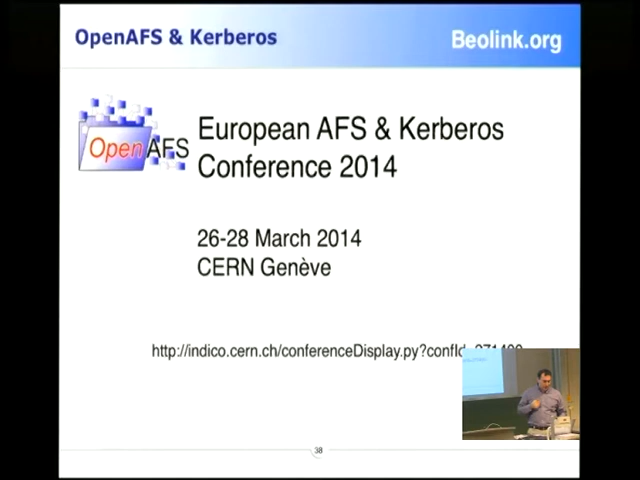 OpenAFS & Kerberos
Beolink.org
OpenAFS
European AFS & Kerberos
Conference 2014
26-28 March 2014
CERN Genève
http://indico.cern.ch/conferenceDisplay.py?confId
38